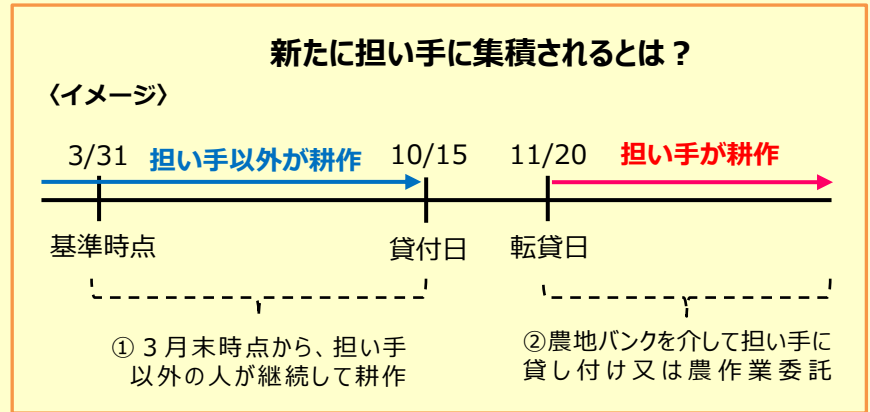 新たに担い手に集積されるとは？
〈イメージ〉
3/31 担い手以外が耕作 10/15 11/20 担い手が耕作
基準時点 貸付日 転貸日
①３月末時点から、担い手
以外の人が継続して耕作
②農地バンクを介して担い手に
貸し付け又は農作業委託